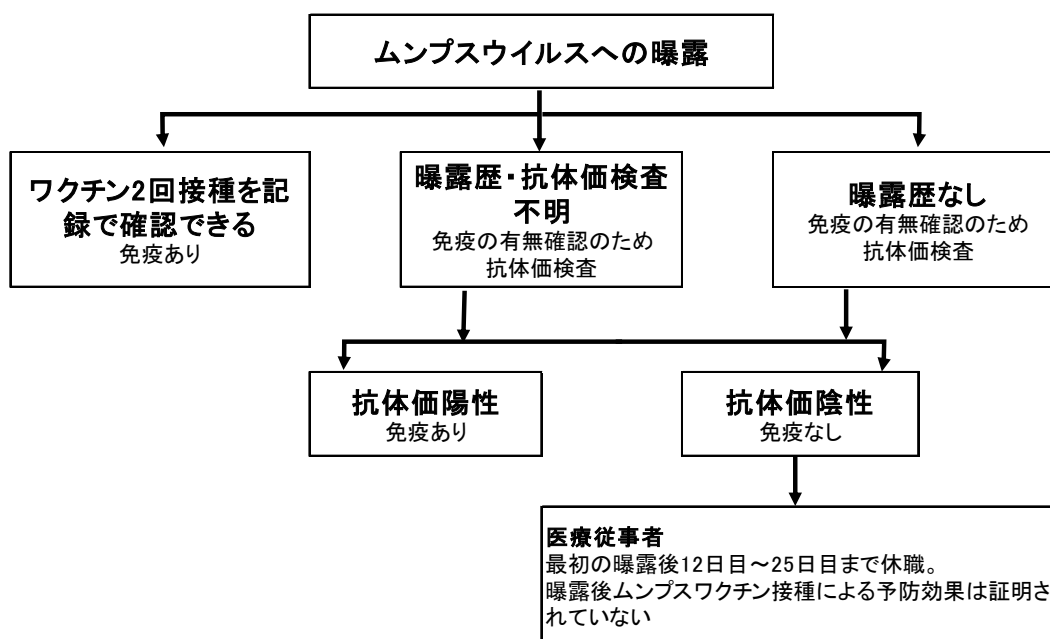 ムンプスウイルスへの曝露
ワクチン2回接種を記
録で確認できる
免疫あり
曝露歴・抗体価検査
不明
免疫の有無確認のため
抗体価検査
曝露歴なし
免疫の有無確認のため
抗体価検査
抗体価陽性
免疫あり
抗体価陰性
免疫なし
医療従事者
最初の曝露後12日目～25日目まで休職。
曝露後ムンプスワクチン接種による予防効果は証明さ
れていない